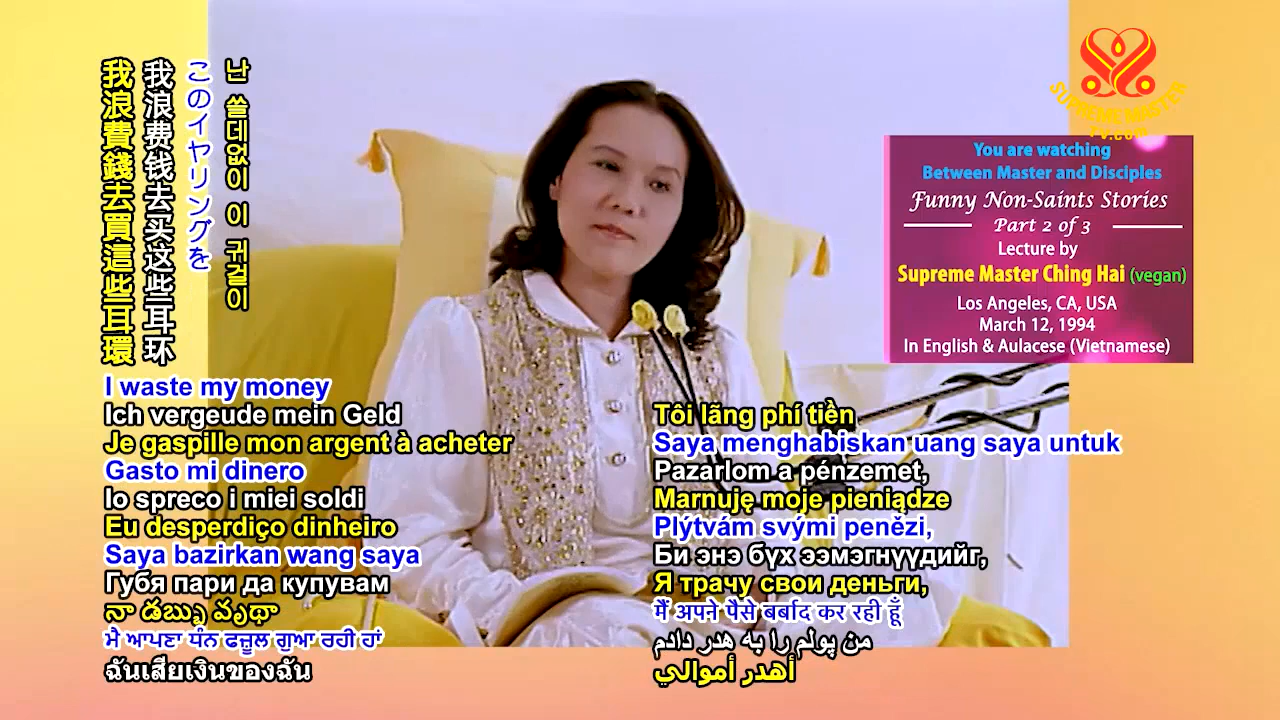 我浪費錢去買這些耳環
我浪费钱去买这些耳环
このイヤリングを
난 쓸데없이 이 귀걸이
SUPREME MASTER
TV.com
You are watching
Between Master and Disciples
Funny Non-Saints Stories
Part 2 of 3
Lecture by
Supreme Master Ching Hai (vegan)
Los Angeles, CA, USA
March 12, 1994
In English & Aulacese (Vietnamese)
I waste my money
Ich vergeude mein Geld
Je gaspille mon argent à acheter
Gasto mi dinero
Io spreco i miei soldi
Eu desperdiço dinheiro
Saya bazirkan wang saya
Губя пари да купувам
నా డబ్బు వృథా
ਮੈਂ ਆਪਣਾ ਧੰਨ ਫਜ਼ੂਲ ਗੁਆ ਰਹੀ ਹਾਂ
ฉันเสียเงินของฉัน
Tôi lãng phí tiền
Saya menghabiskan uang saya untuk
Pazarlom a pénzemet,
Marnuję moje pieniądze
Plýtvám svými penězi,
Би энэ бүх ээмэгнүүдийг,
Я трачу свои деньги,
मैं अपने पैसे बर्बाद कर रही हूँ
من پولم را به هدر دادم
أهدر أموالي